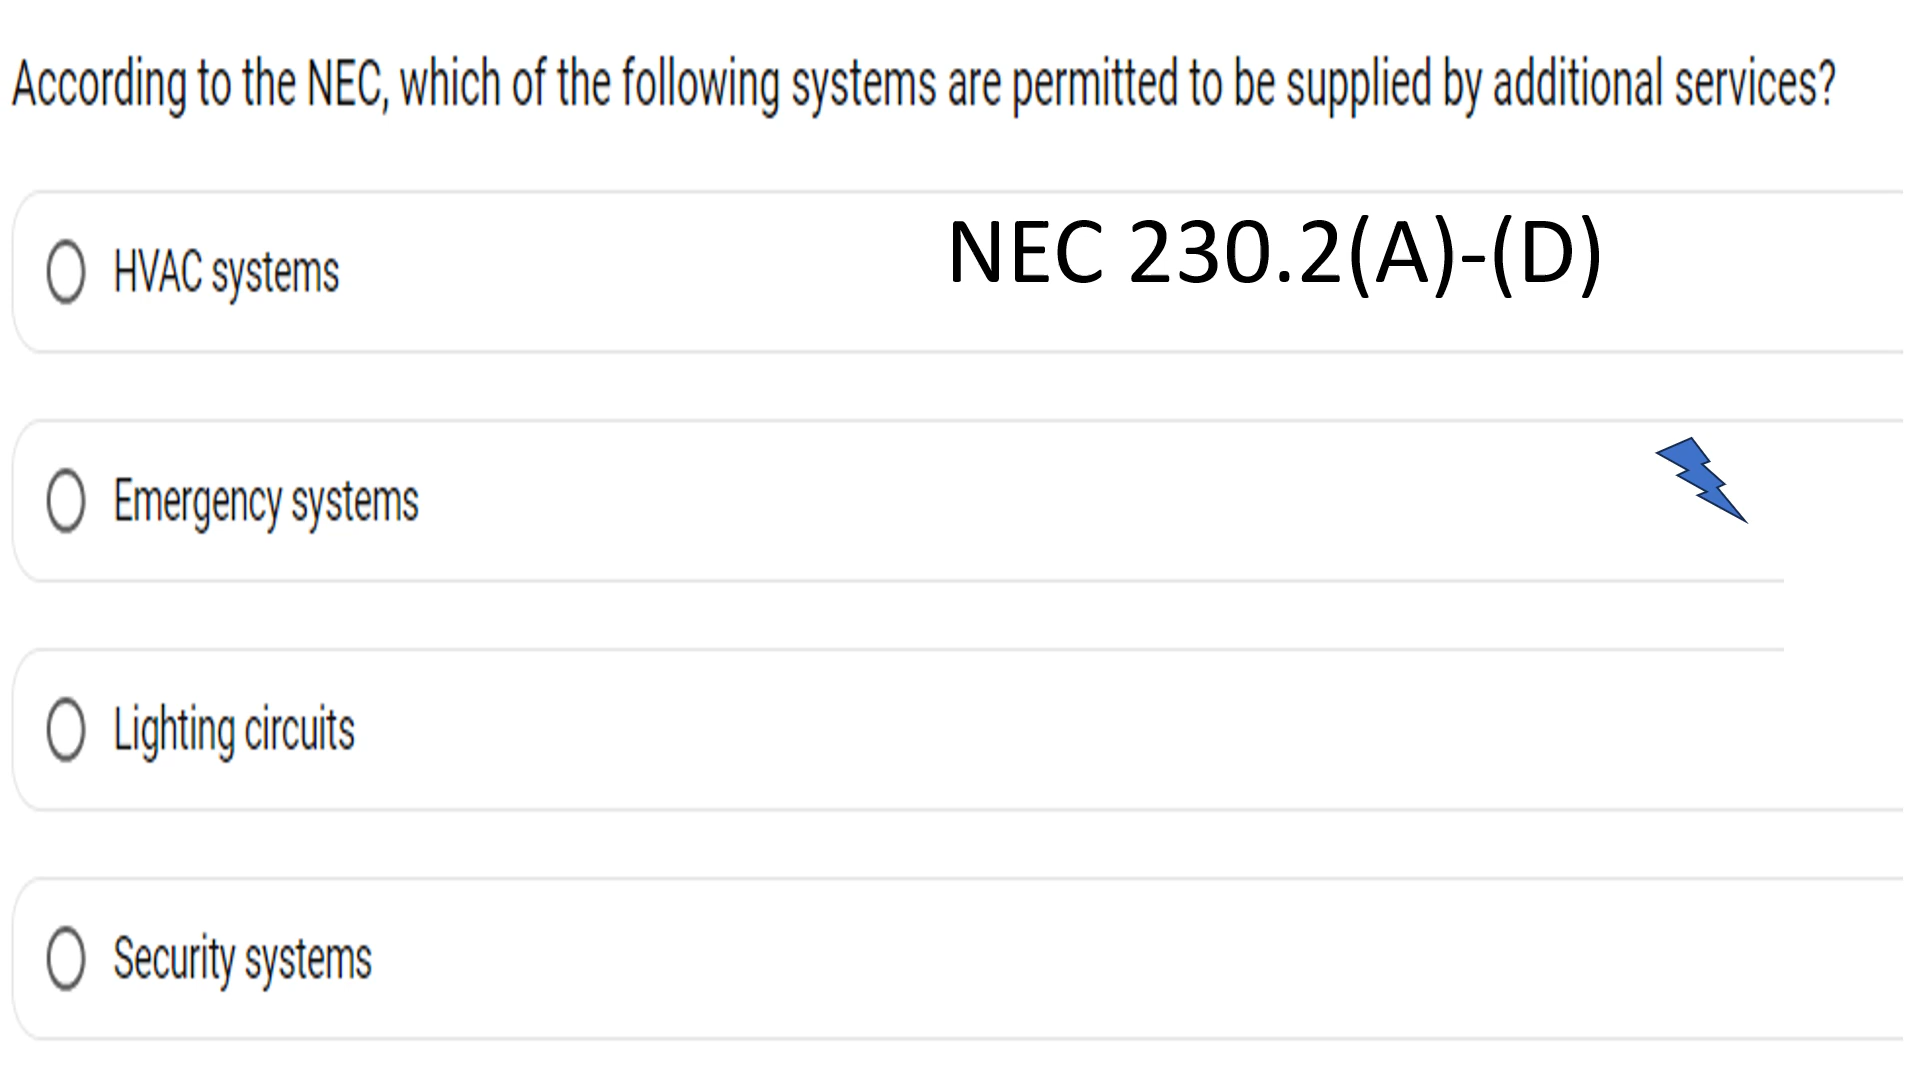 According to the NEC, which of the following systems are permitted to be supplied by additional services?
HVAC systems
NEC 230.2(A)-(D)
Emergency systems
Lighting circuits
Security systems